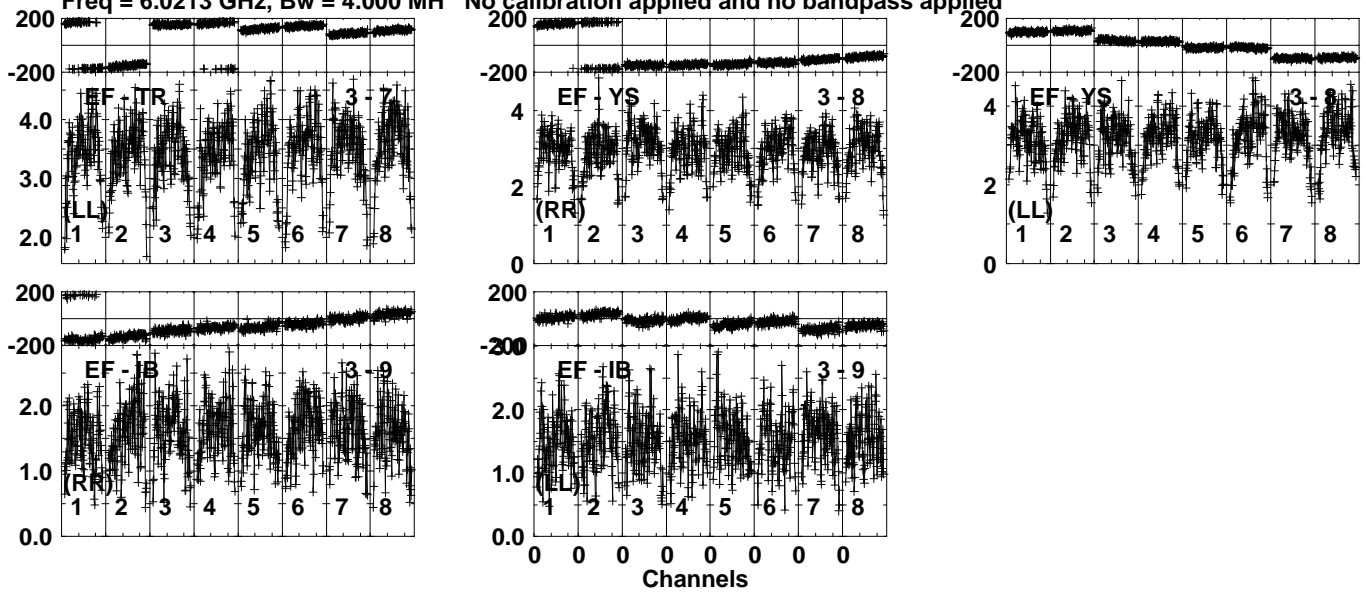 Freq = 6.0213 GHz, Bw = 4.000 MH No calibration applied and no bandpass applied
200
-200
EF - TR 3 - 7
4.0
3.0
2.0
(LL)
1 2 3 4 5 6 7 8
200
-200
EF - YS 3 - 8
4
2
0
(RR)
1 2 3 4 5 6 7 8
200
-200
EF - YS 3 - 8
4
2
0
(LL)
1 2 3 4 5 6 7 8
200
-200
EF - IB 3 - 9
2.0
1.0
0.0
(RR)
1 2 3 4 5 6 7 8
200
-200
3.0
EF - IB 3 - 9
2.0
1.0
0.0
(LL)
1 2 3 4 5 6 7 8
0 0 0 0 0 0 0 0
Channels